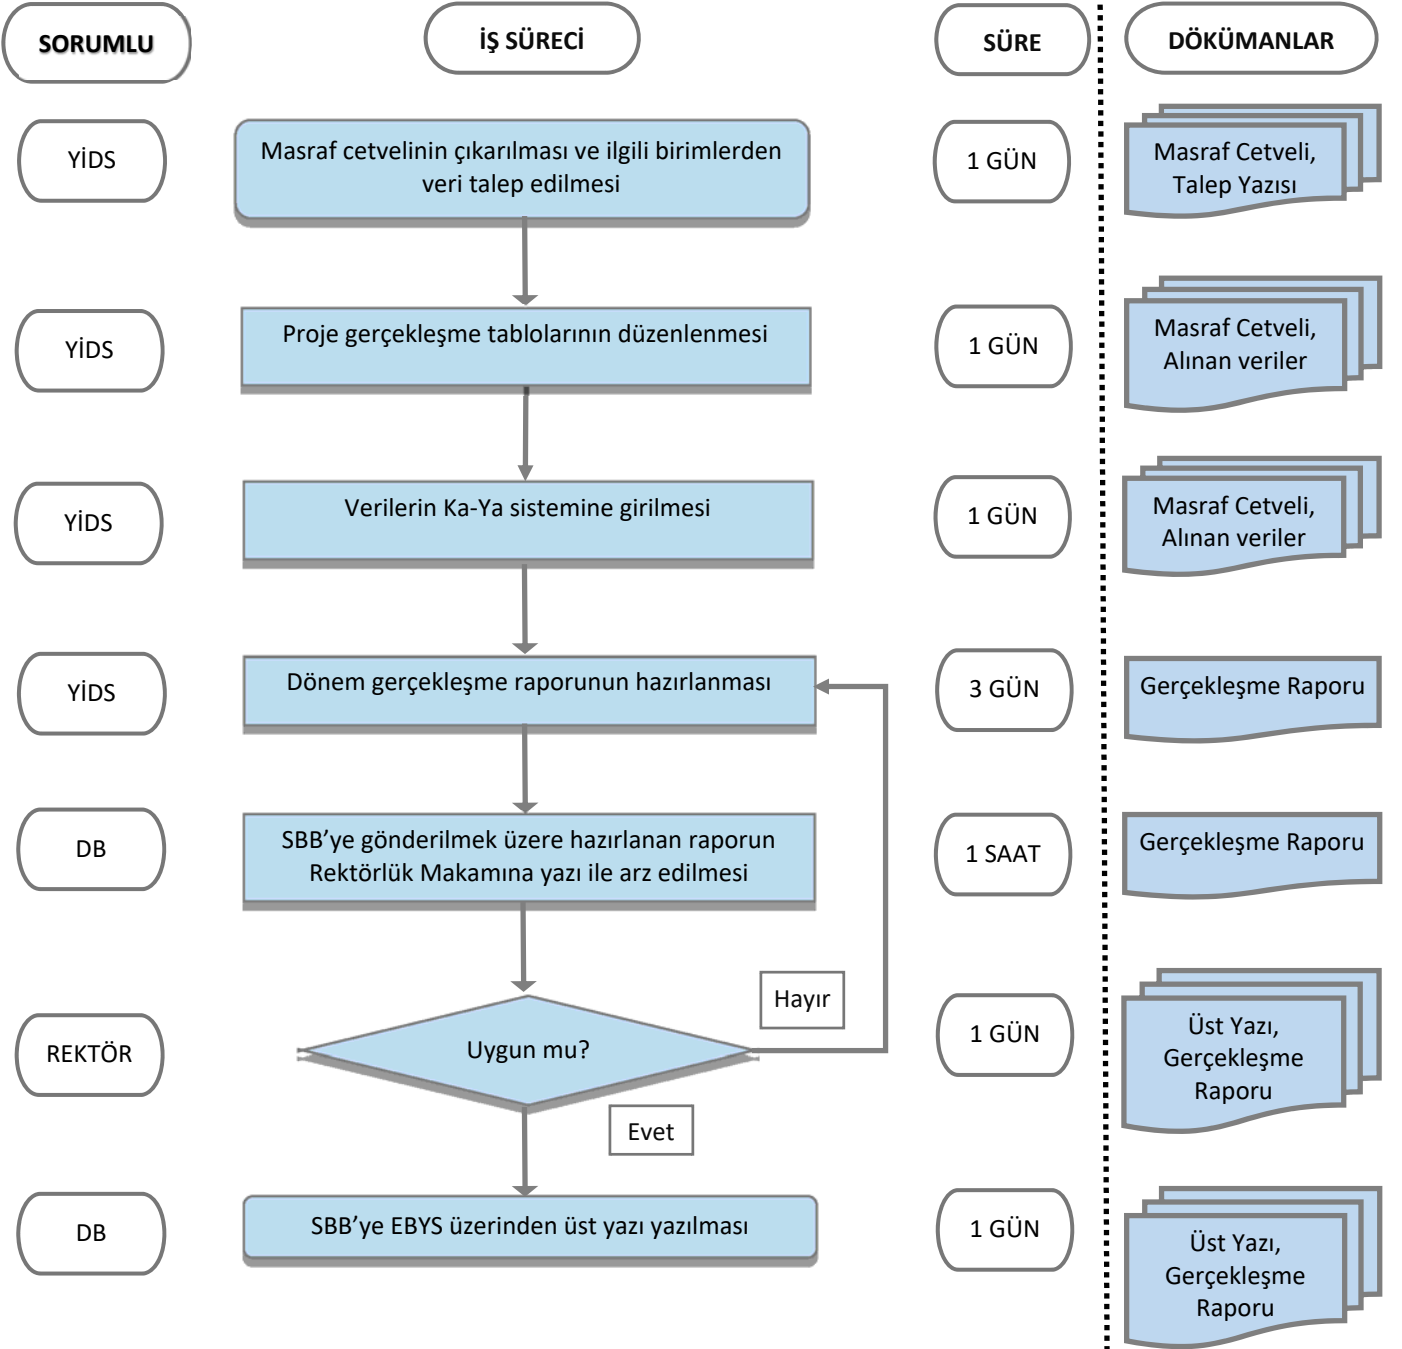 SORUMLU
İŞ SÜRECİ
SÜRE
DÖKÜMANLAR
YİDS
Masraf cetvelinin çıkarılması ve ilgili birimlerden
veri talep edilmesi
1 GÜN
Masraf Cetveli,
Talep Yazısı
YİDS
Proje gerçekleşme tablolarının düzenlenmesi
1 GÜN
Masraf Cetveli,
Alınan veriler
YİDS
Verilerin Ka-Ya sistemine girilmesi
1 GÜN
Masraf Cetveli,
Alınan veriler
YİDS
Dönem gerçekleşme raporunun hazırlanması
3 GÜN
Gerçekleşme Raporu
DB
SBB’ye gönderilmek üzere hazırlanan raporun
Rektörlük Makamına yazı ile arz edilmesi
1 SAAT
Gerçekleşme Raporu
Hayır
REKTÖR
Uygun mu?
1 GÜN
Üst Yazı,
Gerçekleşme
Raporu
Evet
DB
SBB’ye EBYS üzerinden üst yazı yazılması
1 GÜN
Üst Yazı,
Gerçekleşme
Raporu